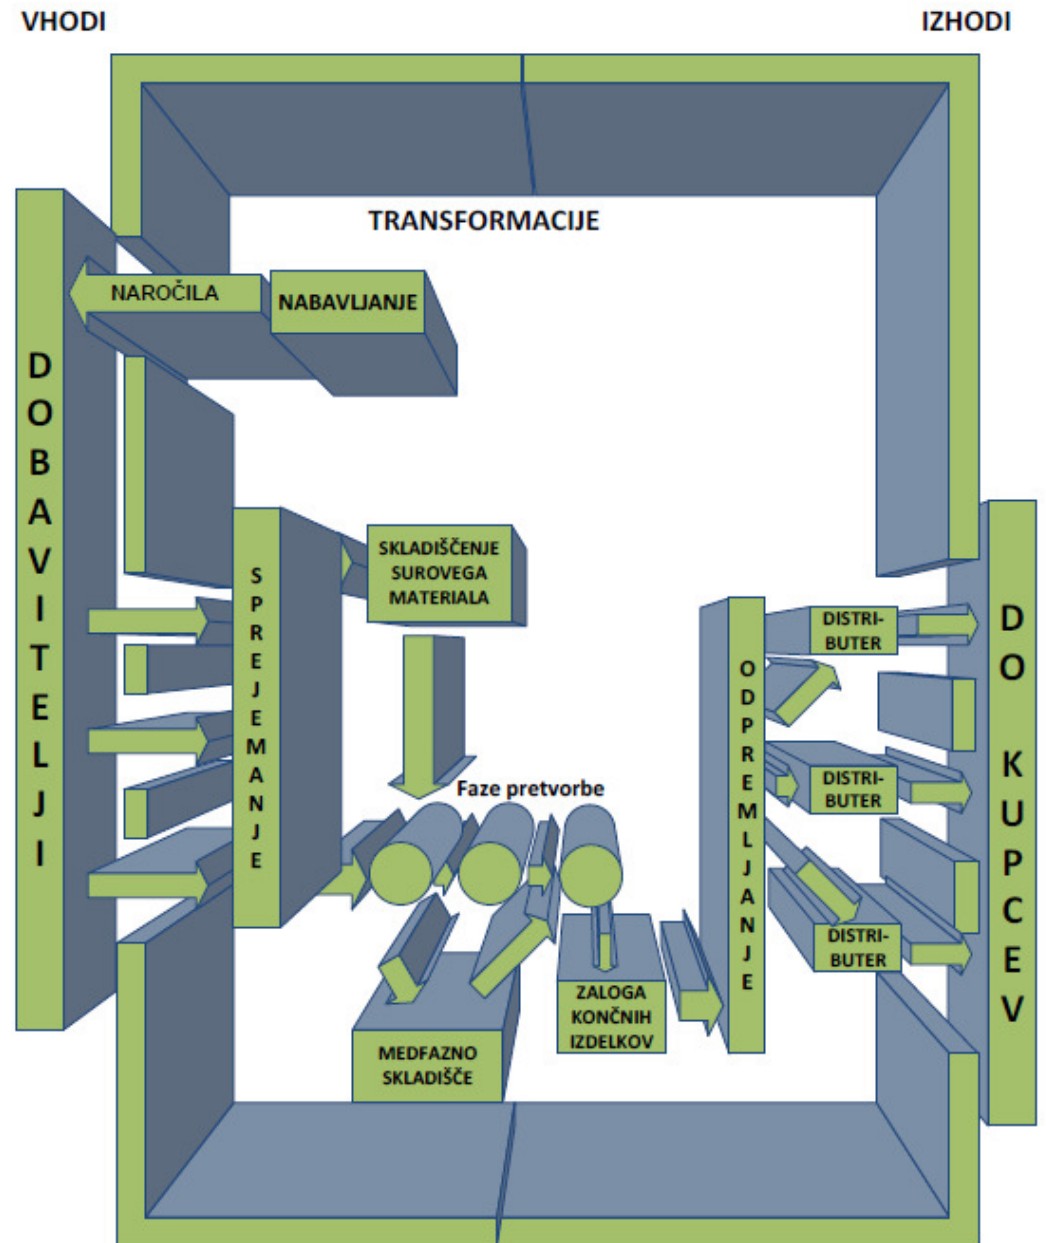 VHODI
IZHODI
TRANSFORMACIJE
NAROČILA
NABAVLJANJE
DOBAVITELJI
SPREJEMANJE
SKLADIŠČENJE
SUROVEGA
MATERIALA
Faze pretvorbe
MEDFAZNO
SKLADIŠČE
ZALOGA
KONČNIH
IZDELKOV
ODPREMLJANJE
DISTRI-
BUTER
DISTRI-
BUTER
DISTRI-
BUTER
DO KUPCEV